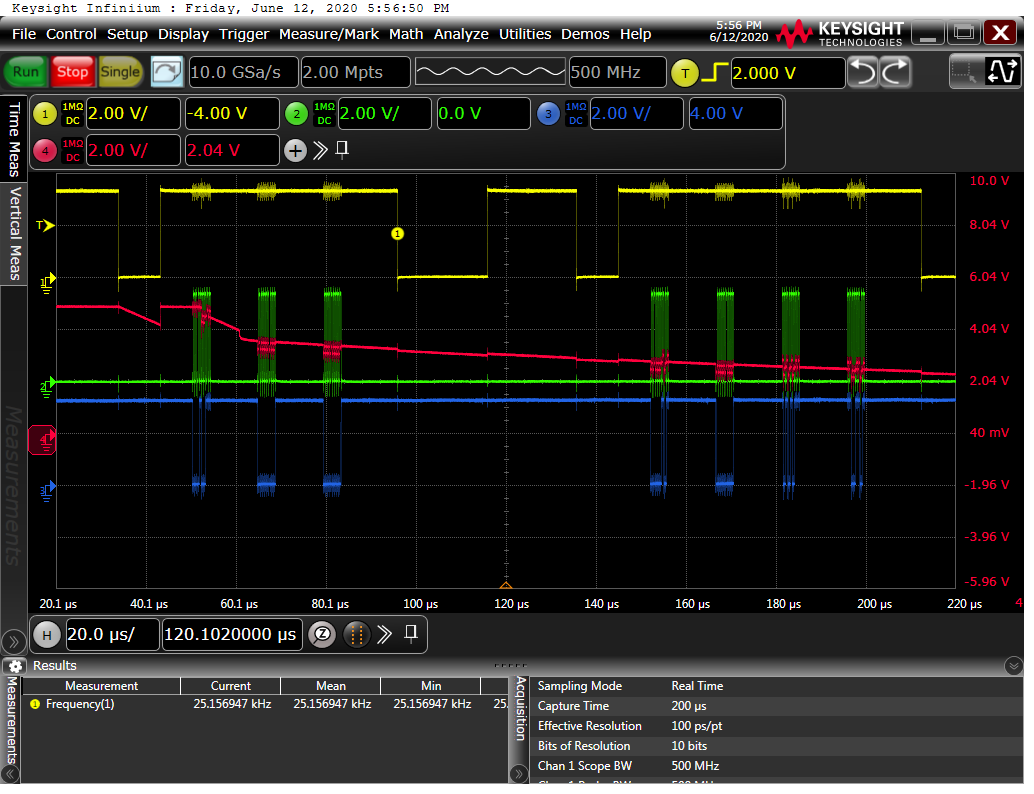 Keysight Infiniium : Friday, June 12, 2020 5:56:50 PM
File Control Setup Display Trigger Measure/Mark Math Analyze Utilities Demos Help
5:56 PM
6/12/2020
KEYSIGHT
TECHNOLOGIES
X
Run Stop Single 10.0 GSa/s 2.00 Mpts 500 MHz T 2.000 V
Time Meas
Vertical Meas
Measurements
1 1MΩ DC 2.00 V/ -4.00 V 2 1MΩ DC 2.00 V/ 0.0 V 3 1MΩ DC 2.00 V/ 4.00 V
4 1MΩ DC 2.00 V/ 2.04 V +
10.0 V
T 8.04 V
1
1 6.04 V
4.04 V
2 2.04 V
4 40 mV
3 -1.96 V
-3.96 V
-5.96 V
20.1 µs 40.1 µs 60.1 µs 80.1 µs 100 µs 120 µs 140 µs 160 µs 180 µs 200 µs 220 µs 4
H 20.0 µs/ 120.1020000 µs Z
Results
Measurements
Measurement Current Mean Min
1 Frequency(1) 25.156947 kHz 25.156947 kHz 25.156947 kHz 25.
Acquisition
Sampling Mode Real Time
Capture Time 200 µs
Effective Resolution 100 ps/pt
Bits of Resolution 10 bits
Chan 1 Scope BW 500 MHz